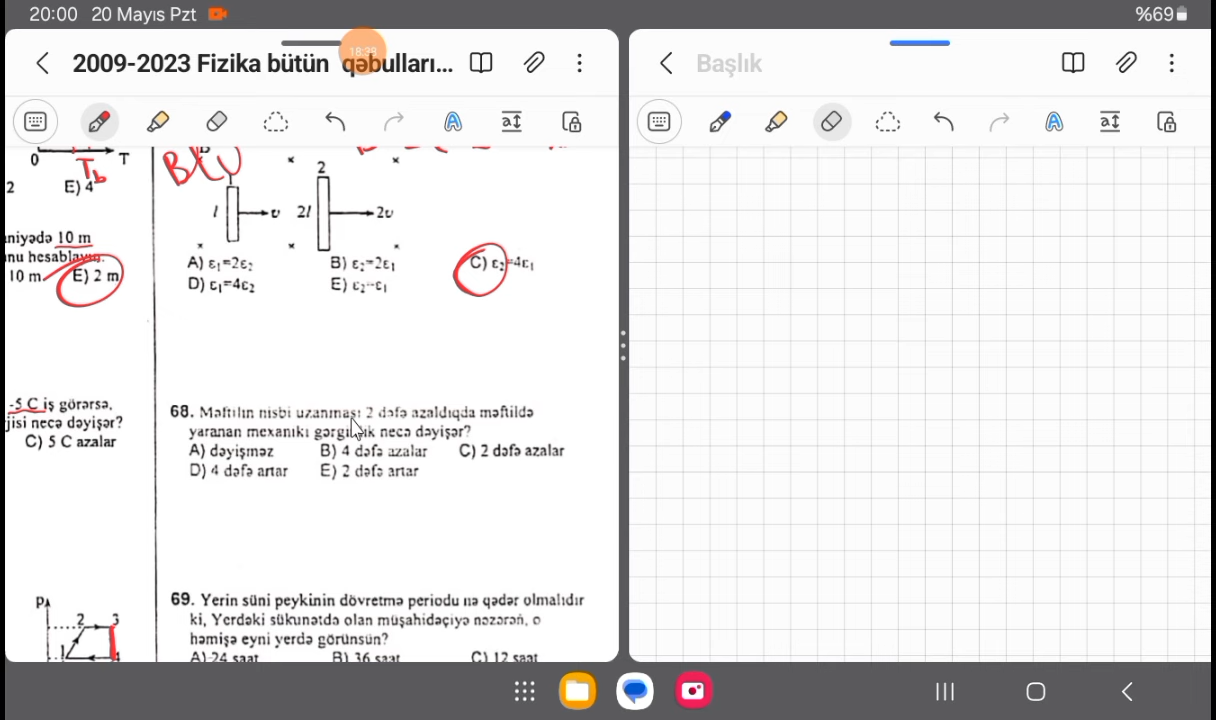 20:00 20 Mayıs Pzt
%69
18:39
2009-2023 Fizika bütün qəbulları...
Başlık
0 T
T_b
2 E) 4
niyədə 10 m
nu hesablayın.
10 m E) 2 m
-5 C iş görərsə,
jisi necə dəyişər?
C) 5 C azalar
P
2 3
1
Blυ
1 2
l υ 2l 2υ
A) ε₁=2ε₂ B) ε₂=2ε₁ C) ε₂=4ε₁
D) ε₁=4ε₂ E) ε₂=ε₁
68. Məftilin nisbi uzanması 2 dəfə azaldıqda məftildə
yaranan mexaniki gərginlik necə dəyişər?
A) dəyişməz B) 4 dəfə azalar C) 2 dəfə azalar
D) 4 dəfə artar E) 2 dəfə artar
69. Yerin süni peykinin dövretmə periodu nə qədər olmalıdır
ki, Yerdəki sükunətdə olan müşahidəçiyə nəzərən, o
həmişə eyni yerdə görünsün?
A) 24 saat B) 36 saat C) 12 saat